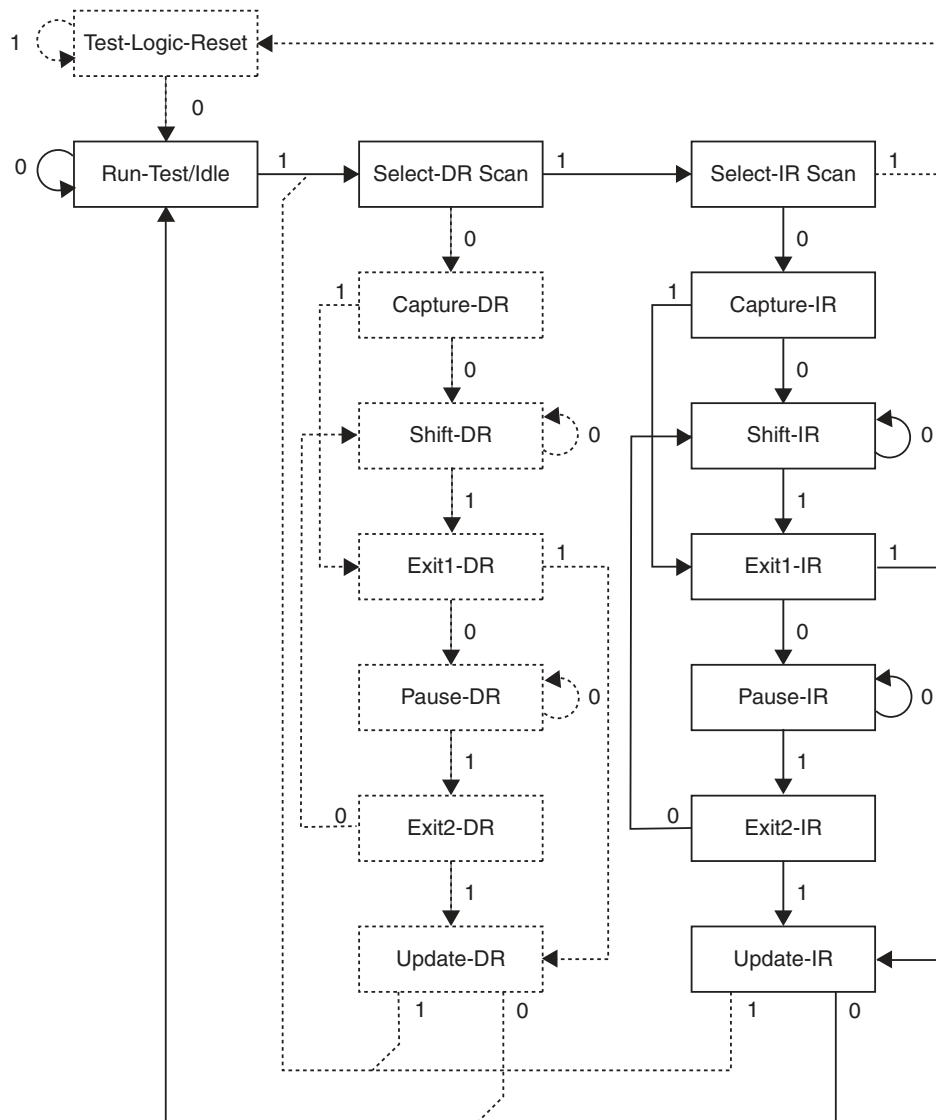 1
Test-Logic-Reset
0
0
Run-Test/Idle
1
Select-DR Scan
1
Select-IR Scan
1
0
0
1
Capture-DR
1
Capture-IR
0
0
Shift-DR
0
Shift-IR
0
1
1
Exit1-DR
1
Exit1-IR
1
0
0
Pause-DR
0
Pause-IR
0
1
1
0
Exit2-DR
0
Exit2-IR
1
1
Update-DR
Update-IR
1
0
1
0